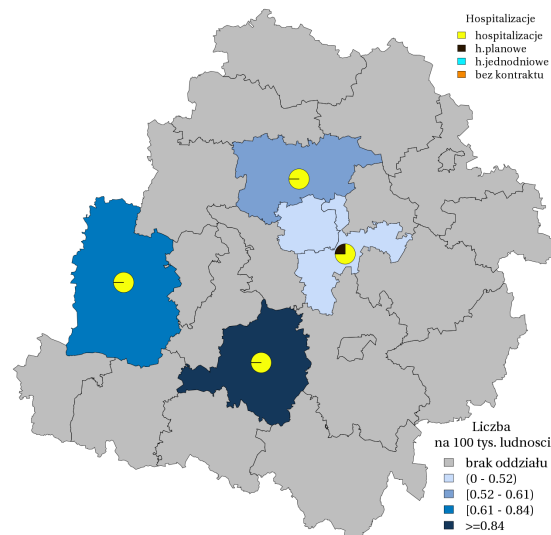 Hospitalizacje
hospitalizacje
h.planowe
h.jednodniowe
bez kontraktu
Liczba
na 100 tys. ludnosci
brak oddziału
(0 - 0.52)
[0.52 - 0.61)
[0.61 - 0.84)
>=0.84